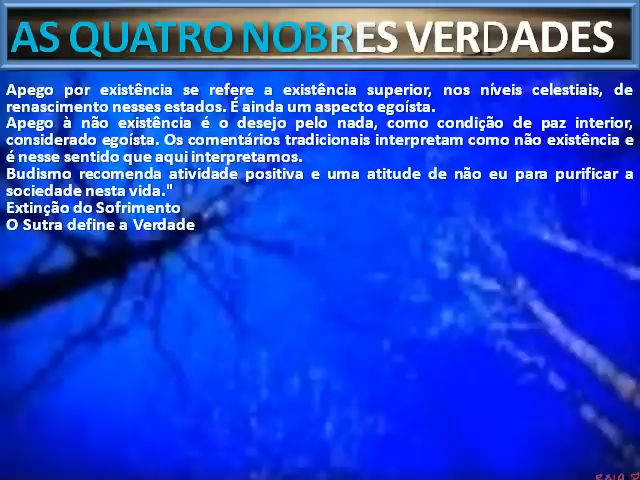 AS QUATRO NOBRES VERDADES
Apego por existência se refere a existência superior, nos níveis celestiais, de
renascimento nesses estados. É ainda um aspecto egoísta.
Apego à não existência é o desejo pelo nada, como condição de paz interior,
considerado egoísta. Os comentários tradicionais interpretam como não existência e
é nesse sentido que aqui interpretamos.
Budismo recomenda atividade positiva e uma atitude de não eu para purificar a
sociedade nesta vida."
Extinção do Sofrimento
O Sutra define a Verdade